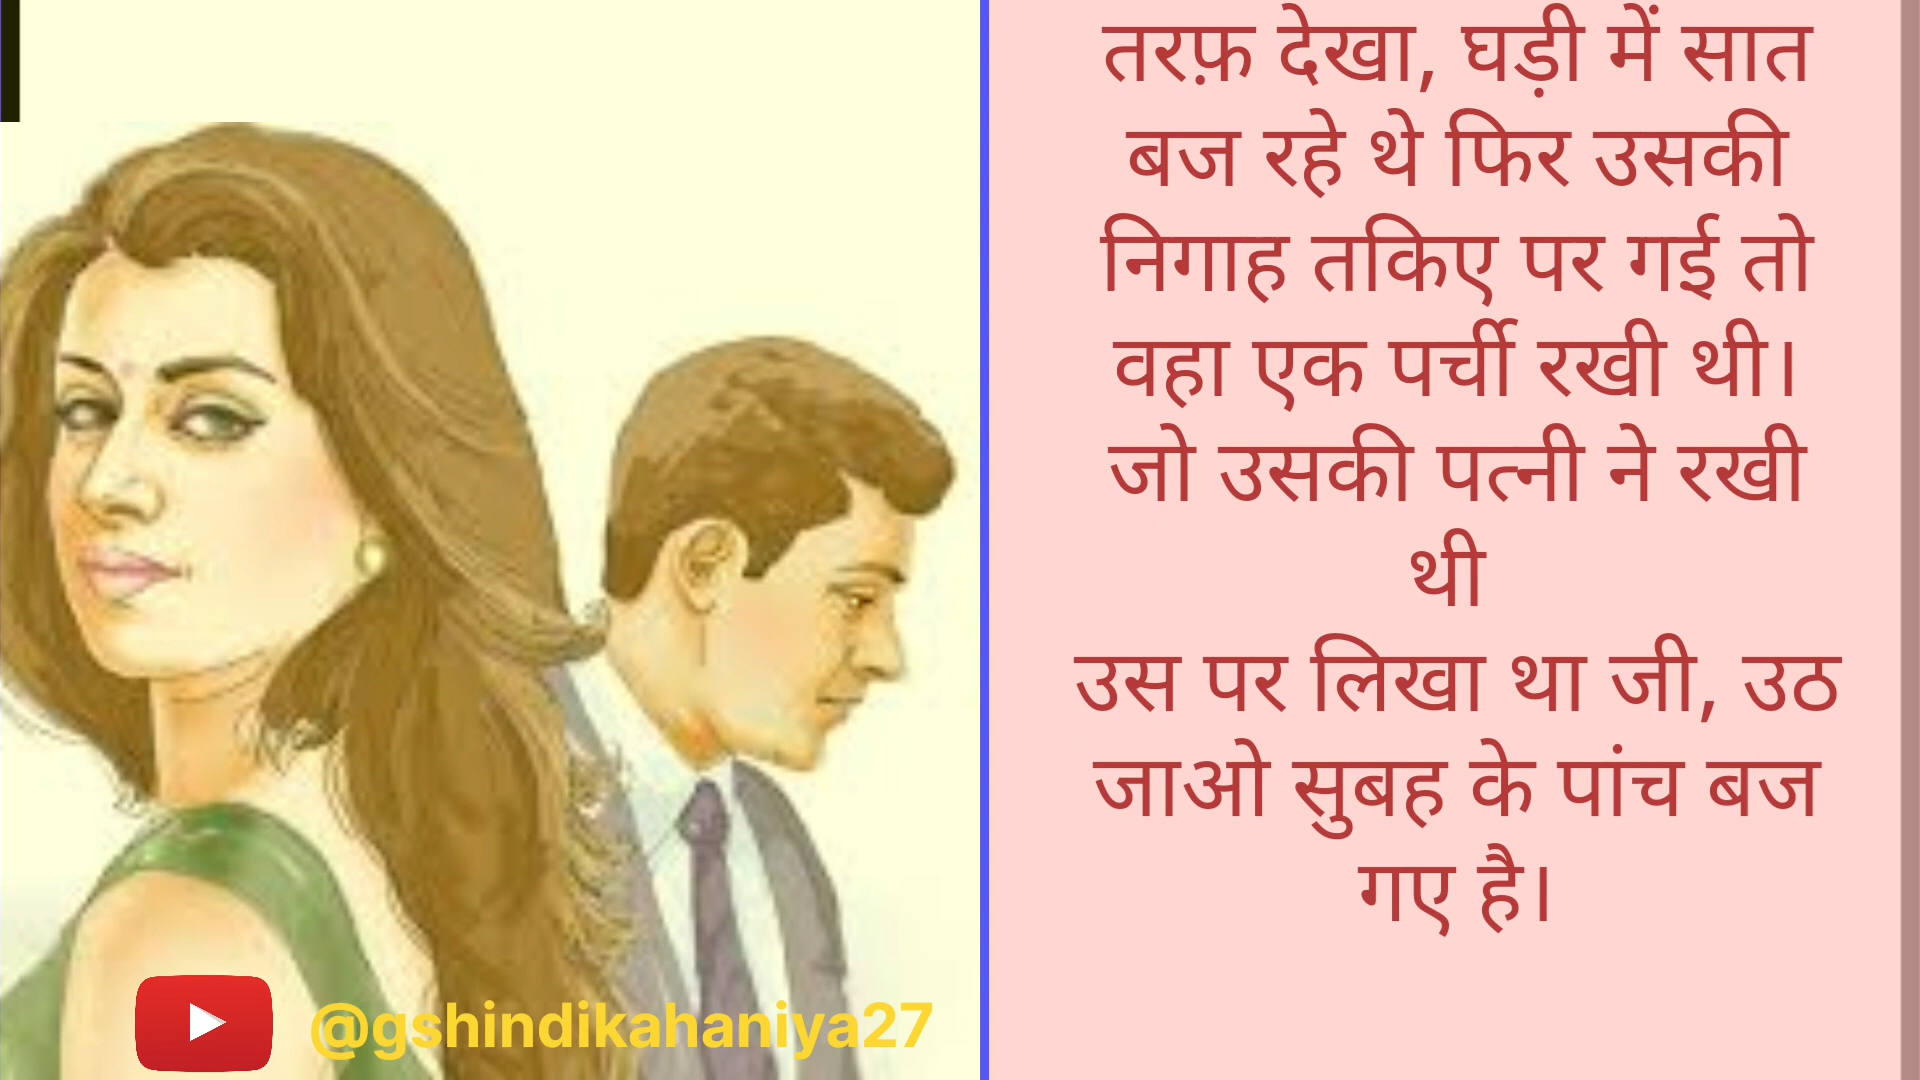 तरफ़ देखा, घड़ी में सात
बज रहे थे फिर उसकी
निगाह तकिए पर गई तो
वहा एक पर्ची रखी थी।
जो उसकी पत्नी ने रखी
थी
उस पर लिखा था जी, उठ
जाओ सुबह के पांच बज
गए है।
@gshindikahaniya27